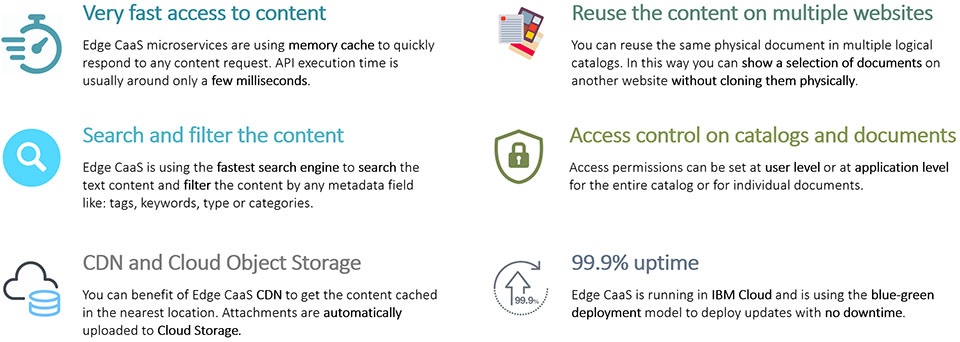 Very fast access to content
Edge CaaS microservices are using memory cache to quickly
respond to any content request. API execution time is
usually around only a few milliseconds.
Reuse the content on multiple websites
You can reuse the same physical document in multiple logical
catalogs. In this way you can show a selection of documents on
another website without cloning them physically.
Search and filter the content
Edge CaaS is using the fastest search engine to search the
text content and filter the content by any metadata field
like: tags, keywords, type or categories.
Access control on catalogs and documents
Access permissions can be set at user level or at application level
for the entire catalog or for individual documents.
CDN and Cloud Object Storage
You can benefit of Edge CaaS CDN to get the content cached
in the nearest location. Attachments are automatically
uploaded to Cloud Storage.
99.9%
99.9% uptime
Edge CaaS is running in IBM Cloud and is using the blue-green
deployment model to deploy updates with no downtime.